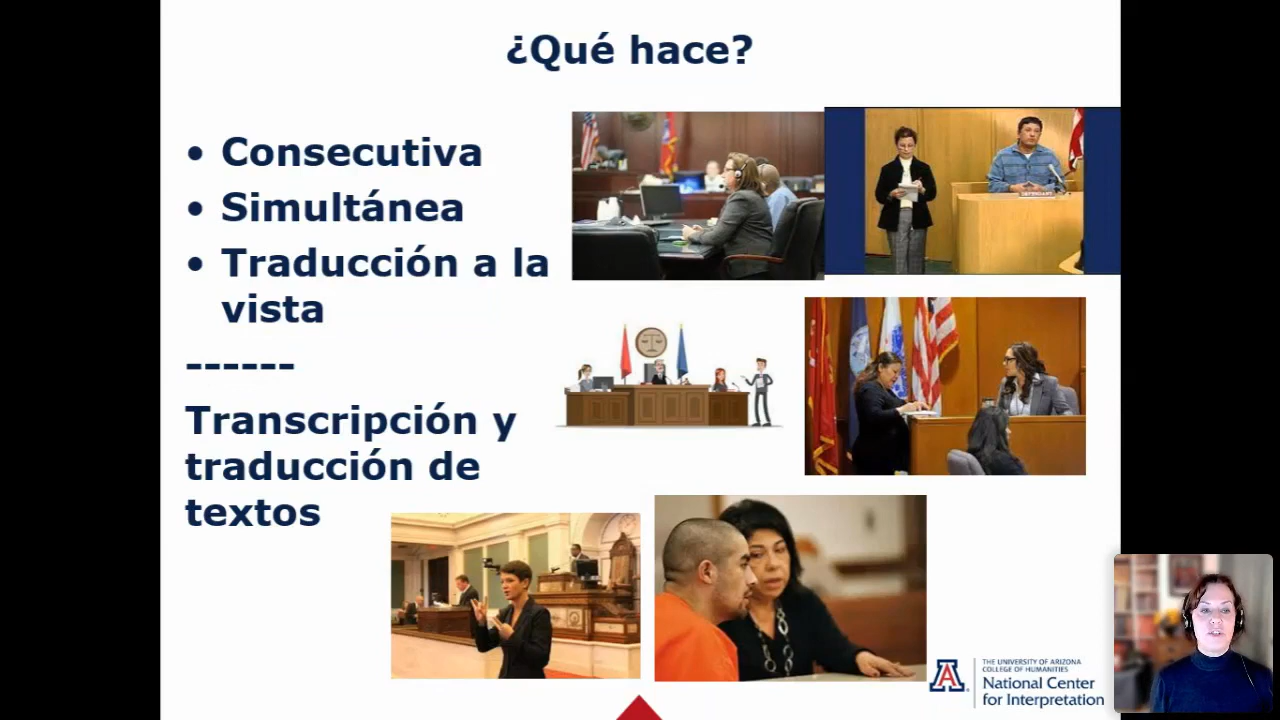 ¿Qué hace?
• Consecutiva
• Simultánea
• Traducción a la
vista
------
Transcripción y
traducción de
textos
DEFENDANT
THE UNIVERSITY OF ARIZONA
COLLEGE OF HUMANITIES
National Center
for Interpretation